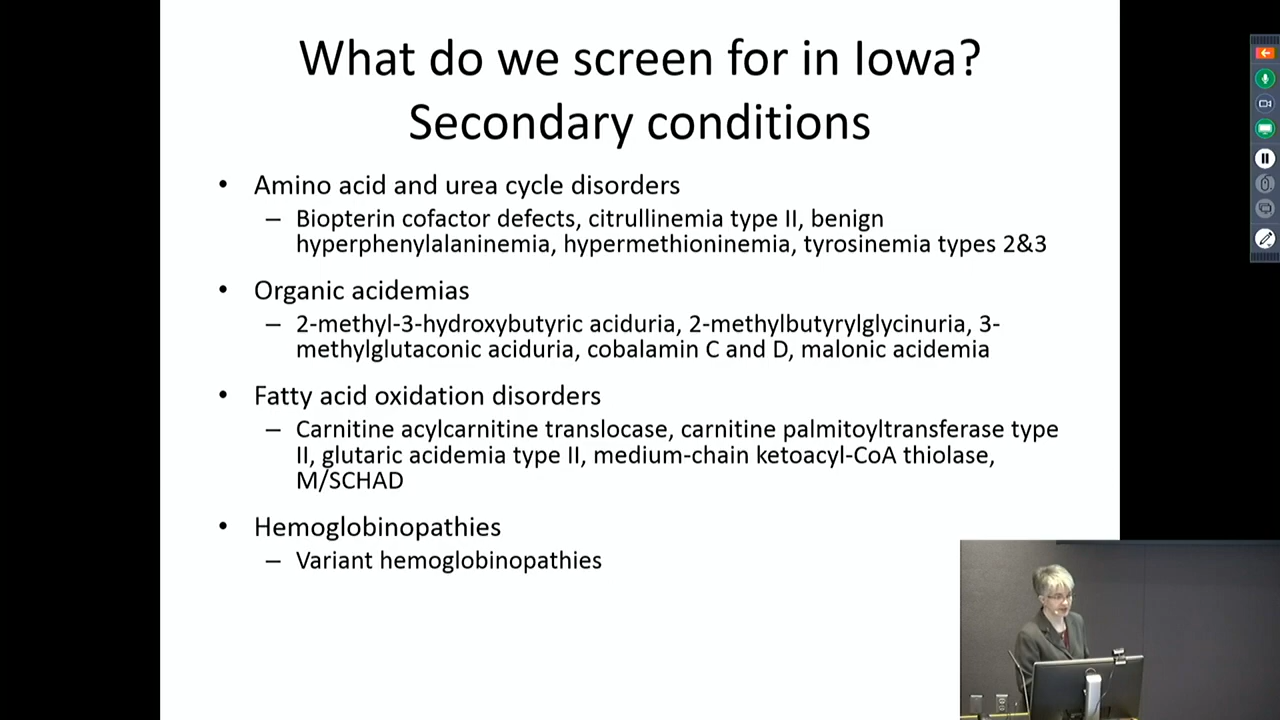 What do we screen for in Iowa?
Secondary conditions
• Amino acid and urea cycle disorders
– Biopterin cofactor defects, citrullinemia type II, benign
hyperphenylalaninemia, hypermethioninemia, tyrosinemia types 2&3
• Organic acidemias
– 2-methyl-3-hydroxybutyric aciduria, 2-methylbutyrylglycinuria, 3-
methylglutaconic aciduria, cobalamin C and D, malonic acidemia
• Fatty acid oxidation disorders
– Carnitine acylcarnitine translocase, carnitine palmitoyltransferase type
II, glutaric acidemia type II, medium-chain ketoacyl-CoA thiolase,
M/SCHAD
• Hemoglobinopathies
– Variant hemoglobinopathies